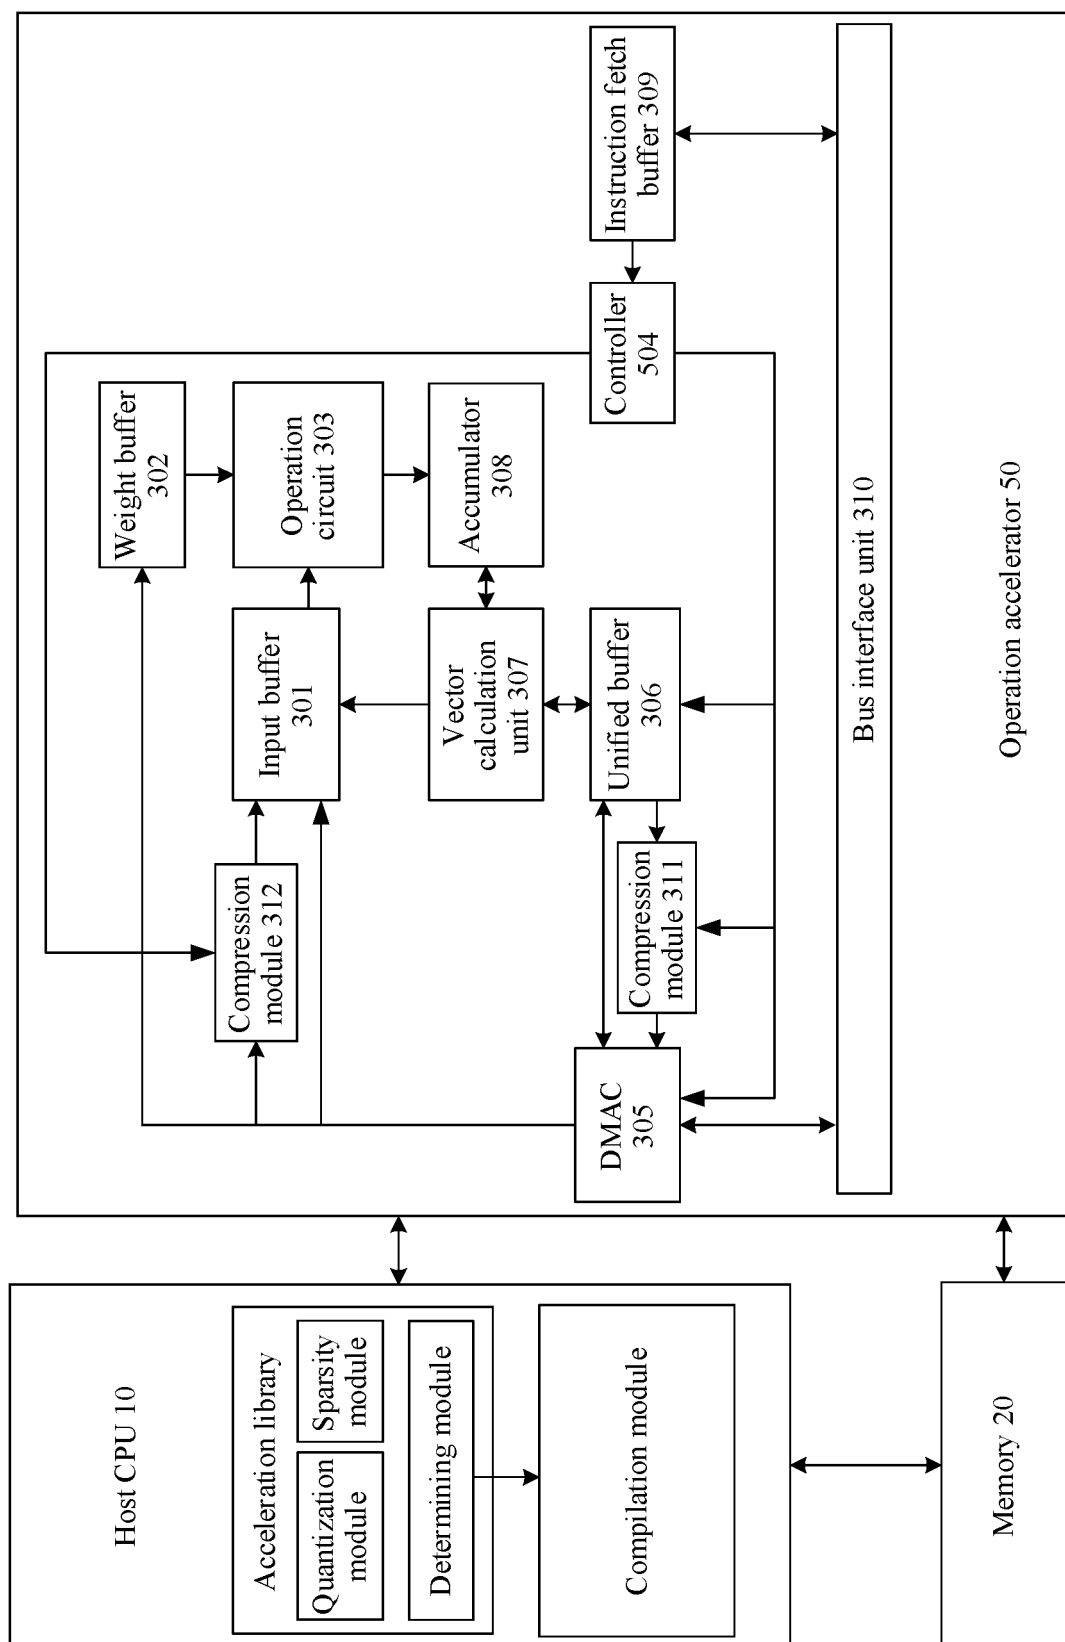 Host CPU 10
Acceleration library
Quantization
module
Sparsity
module
Determining module
Compilation module
Memory 20
Weight buffer
302
Compression
module 312
Input buffer
301
Operation
circuit 303
Vector
calculation
unit 307
Accumulator
308
DMAC
305
Compression
module 311
Unified buffer
306
Controller
504
Instruction fetch
buffer 309
Bus interface unit 310
Operation accelerator 50